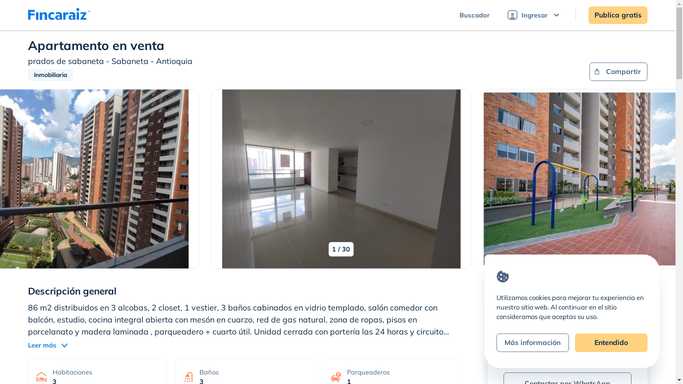 Fincaraiz
Buscador
Ingresar
Publica gratis
Apartamento en venta
prados de sabaneta - Sabaneta - Antioquia
Inmobiliaria
Compartir
1 / 30
Descripción general
86 m2 distribuidos en 3 alcobas, 2 closet, 1 vestier, 3 baños cabinados en vidrio templado, salón comedor con
balcón, estudio, cocina integral abierta con mesón en cuarzo, red de gas natural, zona de ropas, pisos en
porcelanato y madera laminada , parqueadero + cuarto útil. Unidad cerrada con portería las 24 horas y circuito...
Leer más
Habitaciones
3
Baños
3
Parqueaderos
1
Utilizamos cookies para mejorar tu experiencia en
nuestro sitio web. Al continuar en el sitio
consideramos que aceptas su uso.
Más información
Entendido
Contactar por WhatsApp